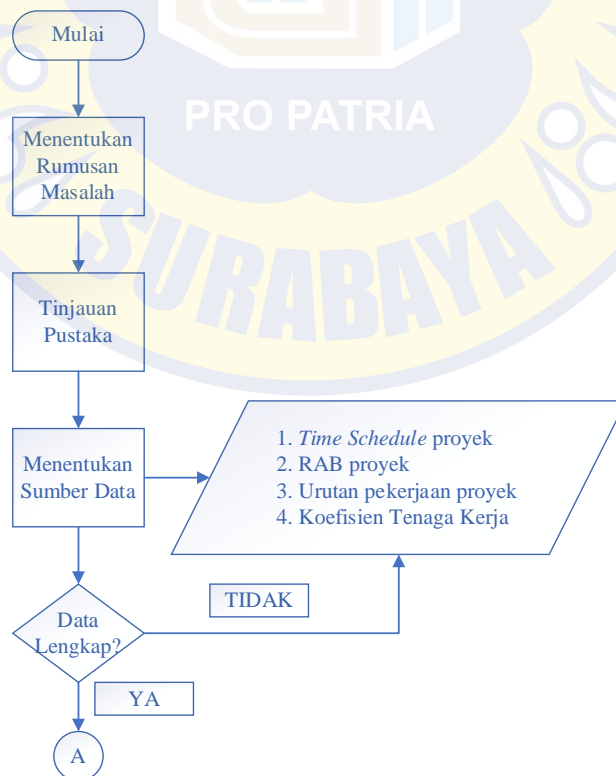 Mulai
PRO PATRIA
Menentukan
Rumusan
Masalah
SURABAYA
Tinjauan
Pustaka
Menentukan
Sumber Data
1. Time Schedule proyek
2. RAB proyek
3. Urutan pekerjaan proyek
4. Koefisien Tenaga Kerja
TIDAK
Data
Lengkap?
YA
A